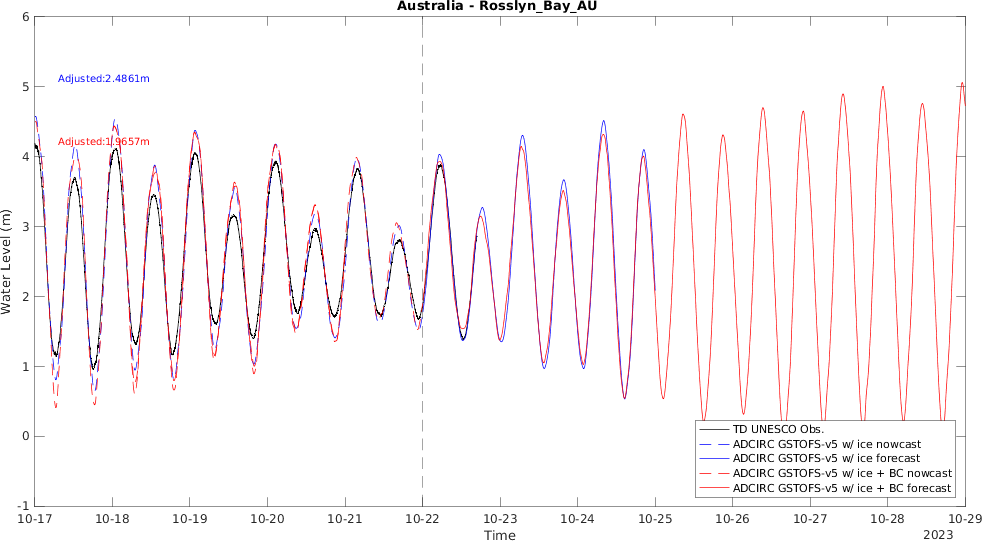 Australia - Rosslyn_Bay_AU
6
5
4
3
2
1
0
-1
Water Level (m)
Adjusted:2.4861m
Adjusted:1.9657m
TD UNESCO Obs.
ADCIRC GSTOFS-v5 w/ ice nowcast
ADCIRC GSTOFS-v5 w/ ice forecast
ADCIRC GSTOFS-v5 w/ ice + BC nowcast
ADCIRC GSTOFS-v5 w/ ice + BC forecast
10-17 10-18 10-19 10-20 10-21 10-22 10-23 10-24 10-25 10-26 10-27 10-28 10-29
Time 2023